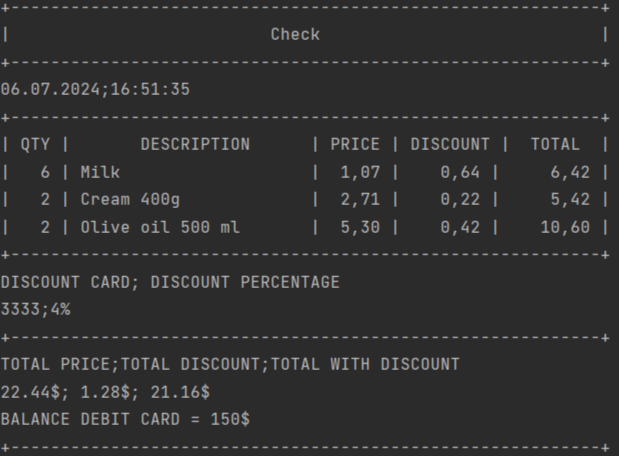 +-----------------------------------------------------------+
|                          Check                            |
+-----------------------------------------------------------+
06.07.2024;16:51:35
+-----------------------------------------------------------+
| QTY |       DESCRIPTION      | PRICE | DISCOUNT |  TOTAL  |
|   6 | Milk                   |  1,07 |    0,64 |     6,42 |
|   2 | Cream 400g             |  2,71 |    0,22 |     5,42 |
|   2 | Olive oil 500 ml       |  5,30 |    0,42 |    10,60 |
+-----------------------------------------------------------+
DISCOUNT CARD; DISCOUNT PERCENTAGE
3333;4%
+-----------------------------------------------------------+
TOTAL PRICE;TOTAL DISCOUNT;TOTAL WITH DISCOUNT
22.44$; 1.28$; 21.16$
BALANCE DEBIT CARD = 150$
+-----------------------------------------------------------+